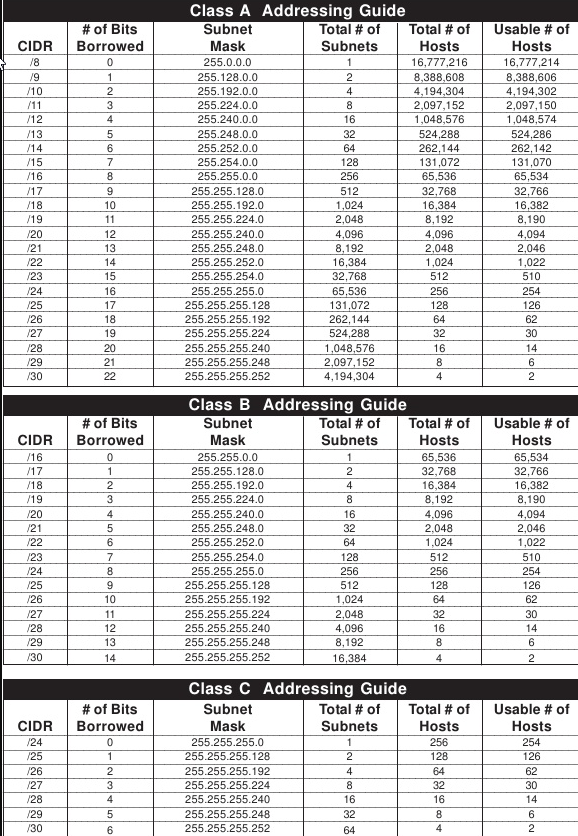 Class A Addressing Guide
# of Bits Subnet Total # of Total # of Usable # of
CIDR Borrowed Mask Subnets Hosts Hosts
/8 0 255.0.0.0 1 16,777,216 16,777,214
/9 1 255.128.0.0 2 8,388,608 8,388,606
/10 2 255.192.0.0 4 4,194,304 4,194,302
/11 3 255.224.0.0 8 2,097,152 2,097,150
/12 4 255.240.0.0 16 1,048,576 1,048,574
/13 5 255.248.0.0 32 524,288 524,286
/14 6 255.252.0.0 64 262,144 262,142
/15 7 255.254.0.0 128 131,072 131,070
/16 8 255.255.0.0 256 65,536 65,534
/17 9 255.255.128.0 512 32,768 32,766
/18 10 255.255.192.0 1,024 16,384 16,382
/19 11 255.255.224.0 2,048 8,192 8,190
/20 12 255.255.240.0 4,096 4,096 4,094
/21 13 255.255.248.0 8,192 2,048 2,046
/22 14 255.255.252.0 16,384 1,024 1,022
/23 15 255.255.254.0 32,768 512 510
/24 16 255.255.255.0 65,536 256 254
/25 17 255.255.255.128 131,072 128 126
/26 18 255.255.255.192 262,144 64 62
/27 19 255.255.255.224 524,288 32 30
/28 20 255.255.255.240 1,048,576 16 14
/29 21 255.255.255.248 2,097,152 8 6
/30 22 255.255.255.252 4,194,304 4 2
Class B Addressing Guide
# of Bits Subnet Total # of Total # of Usable # of
CIDR Borrowed Mask Subnets Hosts Hosts
/16 0 255.255.0.0 1 65,536 65,534
/17 1 255.255.128.0 2 32,768 32,766
/18 2 255.255.192.0 4 16,384 16,382
/19 3 255.255.224.0 8 8,192 8,190
/20 4 255.255.240.0 16 4,096 4,094
/21 5 255.255.248.0 32 2,048 2,046
/22 6 255.255.252.0 64 1,024 1,022
/23 7 255.255.254.0 128 512 510
/24 8 255.255.255.0 256 256 254
/25 9 255.255.255.128 512 128 126
/26 10 255.255.255.192 1,024 64 62
/27 11 255.255.255.224 2,048 32 30
/28 12 255.255.255.240 4,096 16 14
/29 13 255.255.255.248 8,192 8 6
/30 14 255.255.255.252 16,384 4 2
Class C Addressing Guide
# of Bits Subnet Total # of Total # of Usable # of
CIDR Borrowed Mask Subnets Hosts Hosts
/24 0 255.255.255.0 1 256 254
/25 1 255.255.255.128 2 128 126
/26 2 255.255.255.192 4 64 62
/27 3 255.255.255.224 8 32 30
/28 4 255.255.255.240 16 16 14
/29 5 255.255.255.248 32 8 6
/30 6 255.255.255.252 64 4 2